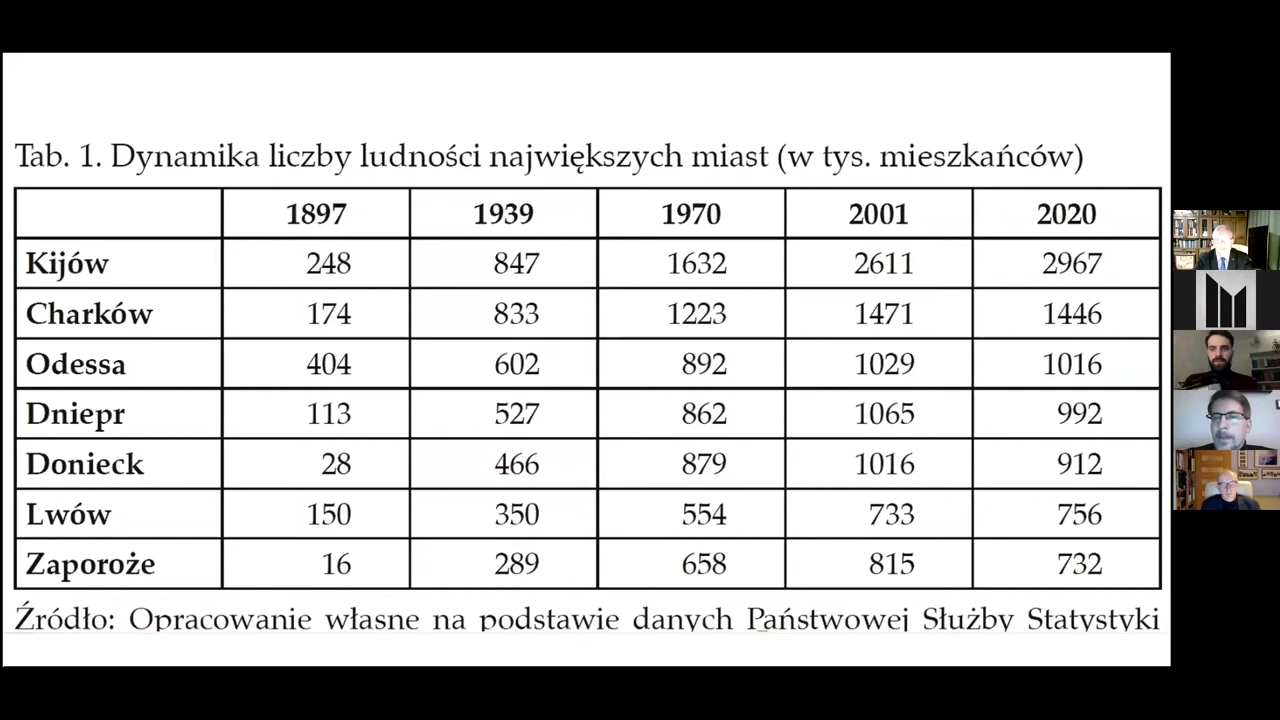 Tab. 1. Dynamika liczby ludności największych miast (w tys. mieszkańców)
1897 1939 1970 2001 2020
Kijów 248 847 1632 2611 2967
Charków 174 833 1223 1471 1446
Odessa 404 602 892 1029 1016
Dniepr 113 527 862 1065 992
Donieck 28 466 879 1016 912
Lwów 150 350 554 733 756
Zaporoże 16 289 658 815 732
Źródło: Opracowanie własne na podstawie danych Państwowej Służby Statystyki